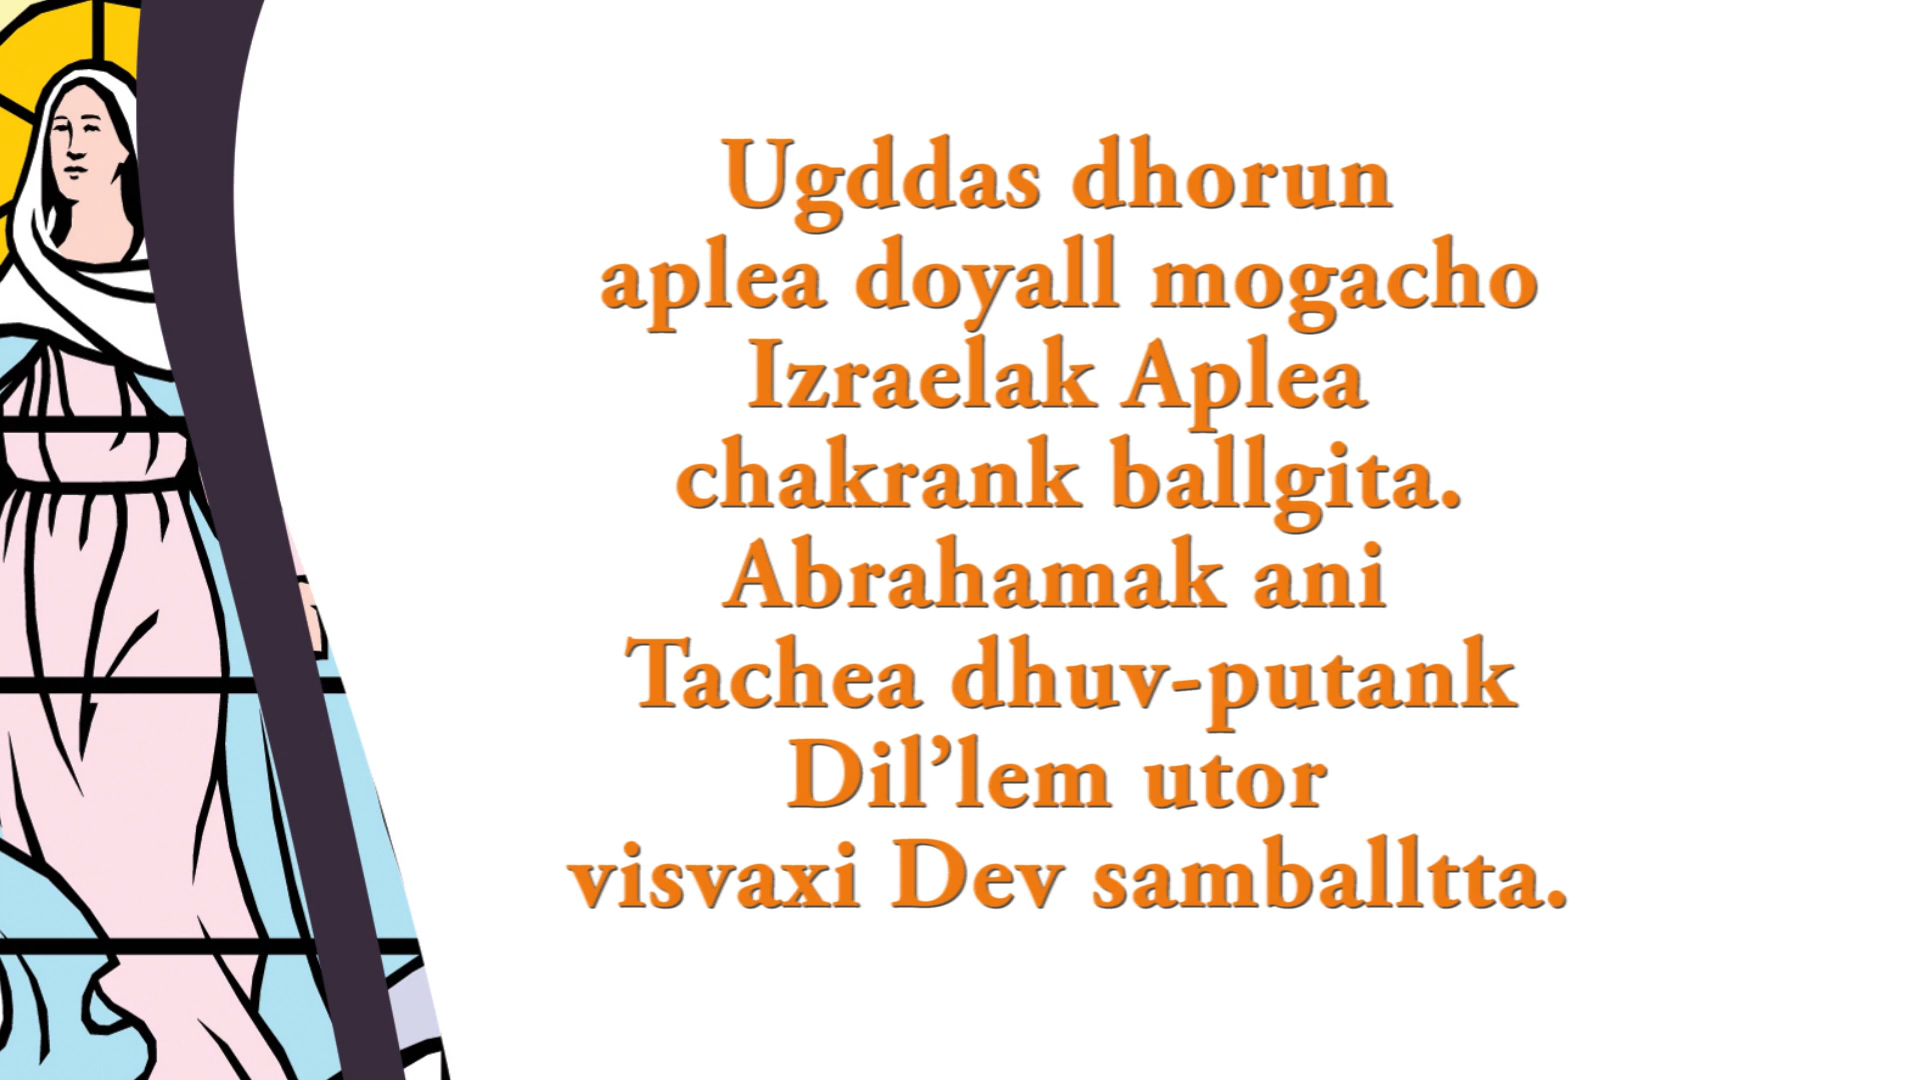 Ugddas dhorun
aplea doyall mogacho
Izraelak Aplea
chakrank ballgita.
Abrahamak ani
Tachea dhuv-putank
Dil’lem utor
visvaxi Dev samballtta.